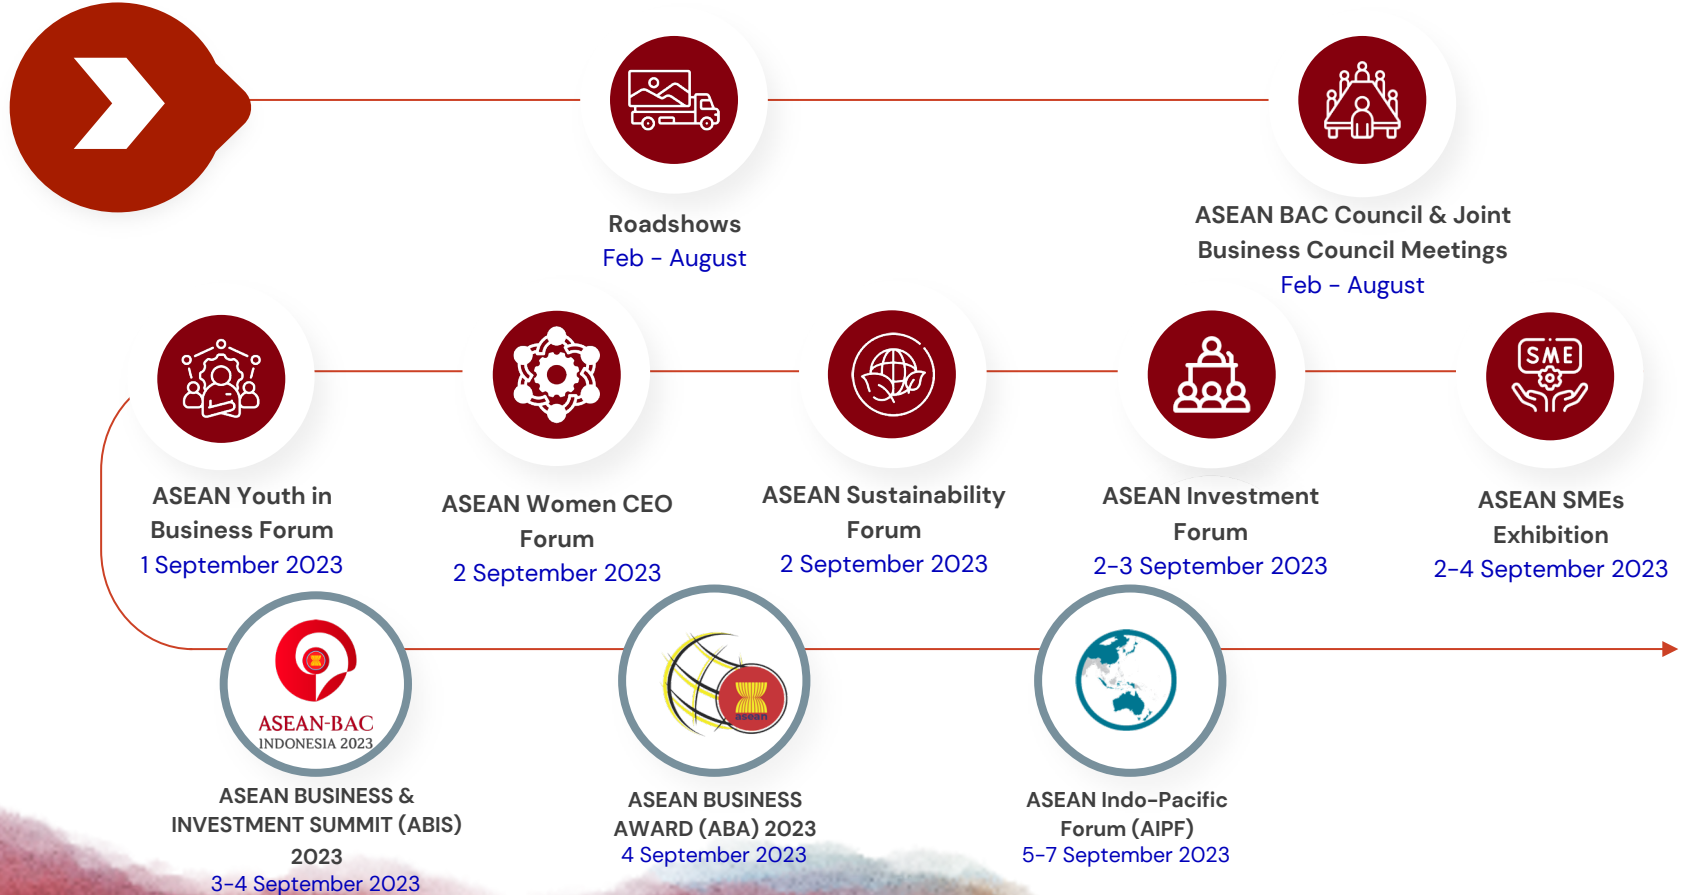 Roadshows
Feb - August
ASEAN BAC Council & Joint
Business Council Meetings
Feb - August
SME
ASEAN Youth in
Business Forum
1 September 2023
ASEAN Women CEO
Forum
2 September 2023
ASEAN Sustainability
Forum
2 September 2023
ASEAN Investment
Forum
2-3 September 2023
ASEAN SMEs
Exhibition
2-4 September 2023
ASEAN-BAC
INDONESIA 2023
ASEAN BUSINESS &
INVESTMENT SUMMIT (ABIS)
2023
3-4 September 2023
asean
ASEAN BUSINESS
AWARD (ABA) 2023
4 September 2023
ASEAN Indo-Pacific
Forum (AIPF)
5-7 September 2023